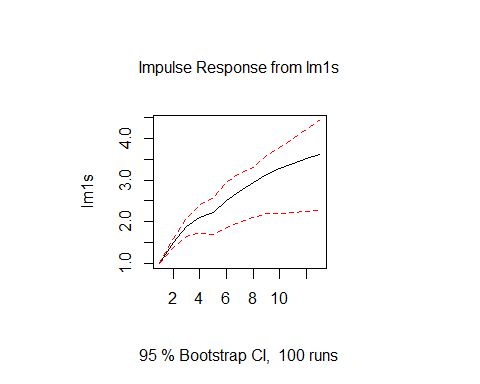 Impulse Response from lm1s
lm1s
4.0
3.0
2.0
1.0
2 4 6 8 10
95 % Bootstrap CI, 100 runs